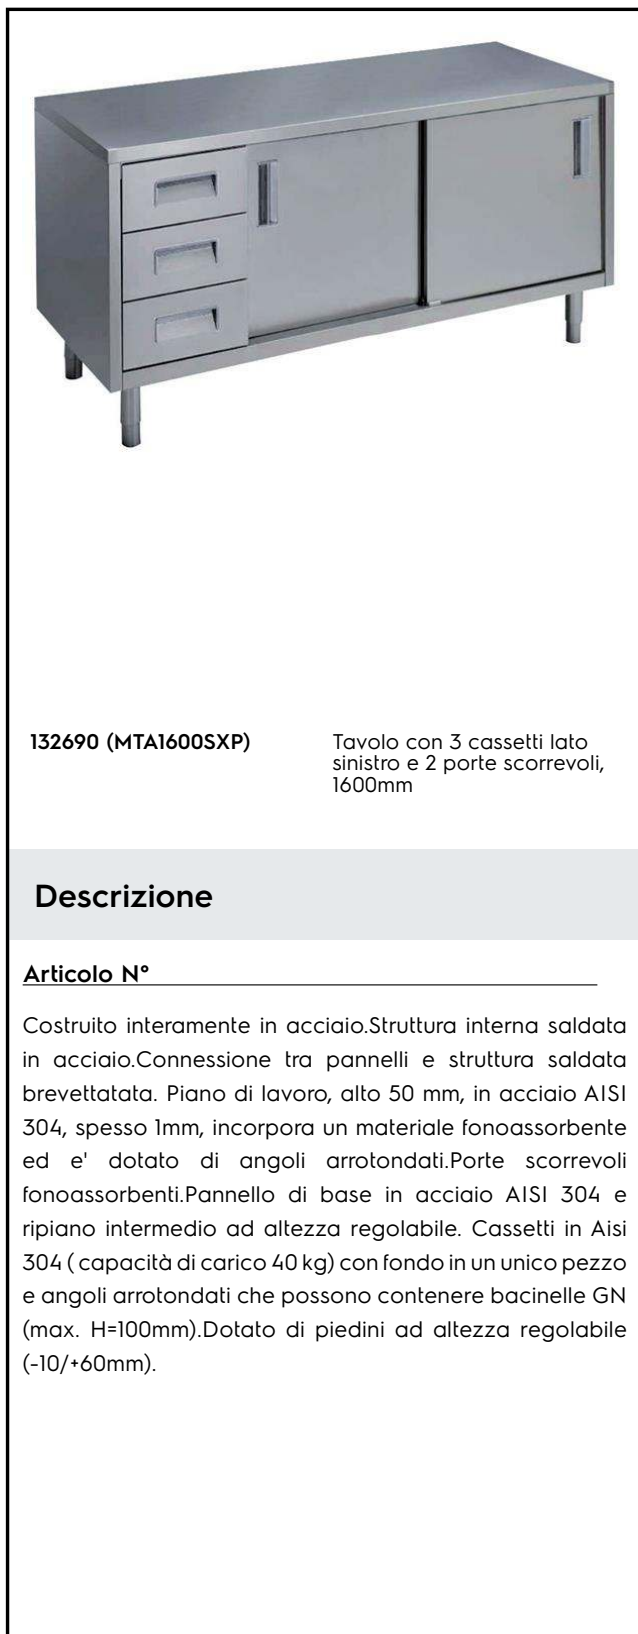 132690 (MTA1600SXP)
Tavolo con 3 cassetti lato
sinistro e 2 porte scorrevoli,
1600mm
Descrizione
Articolo N°
Costruito interamente in acciaio.Struttura interna saldata
in acciaio.Connessione tra pannelli e struttura saldata
brevettatata. Piano di lavoro, alto 50 mm, in acciaio AISI
304, spesso 1mm, incorpora un materiale fonoassorbente
ed e' dotato di angoli arrotondati.Porte scorrevoli
fonoassorbenti.Pannello di base in acciaio AISI 304 e
ripiano intermedio ad altezza regolabile. Cassetti in Aisi
304 ( capacità di carico 40 kg) con fondo in un unico pezzo
e angoli arrotondati che possono contenere bacinelle GN
(max. H=100mm).Dotato di piedini ad altezza regolabile
(-10/+60mm).